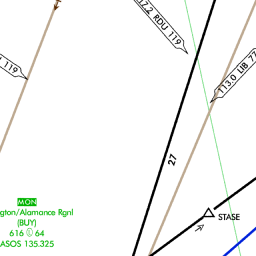 7.2 RDU 119
119
113.0 LIB 77
27
MON
gton/Alamance Rgnl
(BUY)
616 64
ASOS 135.325
STASE